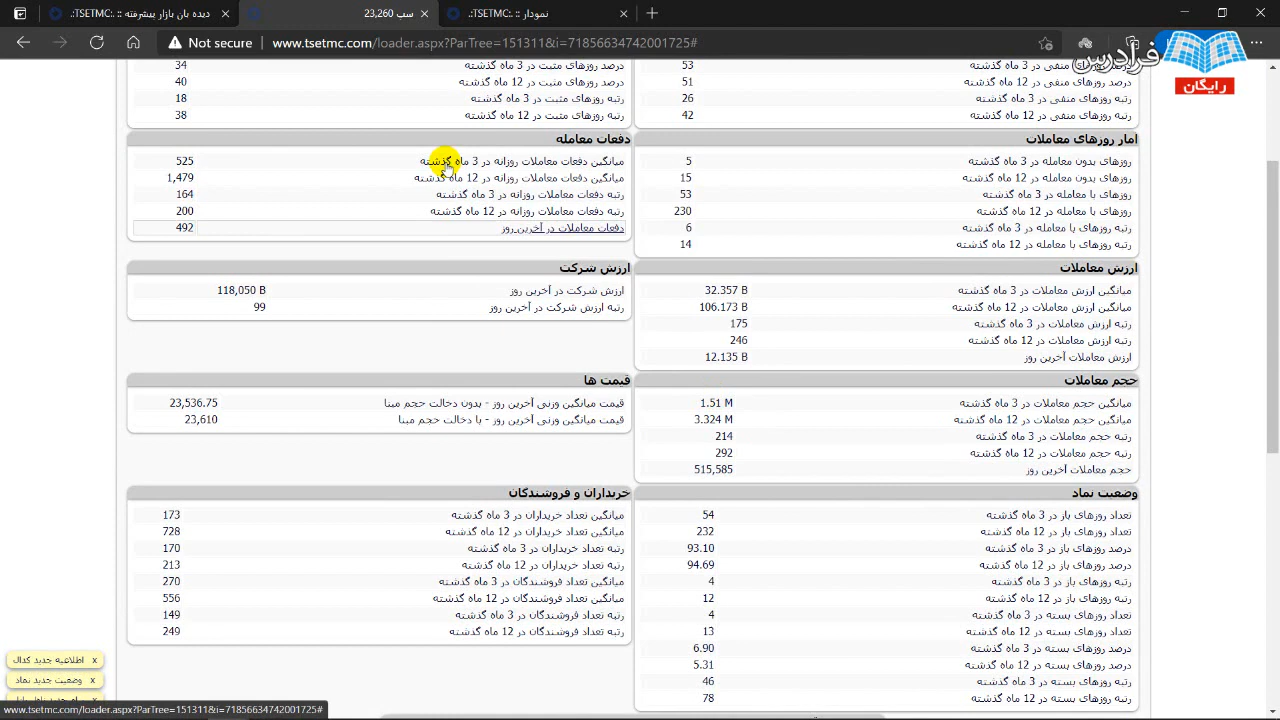 دیده بان بازار پیشرفته :: .TSETMC:.
سپ 23,260
نمودار :: .TSETMC:.
Not secure | www.tsetmc.com/loader.aspx?ParTree=151311&i=71856634742001725#
فرادرس
رایگان
درصد روزهای منفی در 3 ماه گذشته 53
درصد روزهای منفی در 12 ماه گذشته 51
رتبه روزهای منفی در 3 ماه گذشته 26
رتبه روزهای منفی در 12 ماه گذشته 42
درصد روزهای مثبت در 3 ماه گذشته 34
درصد روزهای مثبت در 12 ماه گذشته 40
رتبه روزهای مثبت در 3 ماه گذشته 18
رتبه روزهای مثبت در 12 ماه گذشته 38
امار روزهای معاملات
روزهای بدون معامله در 3 ماه گذشته 5
روزهای بدون معامله در 12 ماه گذشته 15
روزهای با معامله در 3 ماه گذشته 53
روزهای با معامله در 12 ماه گذشته 230
رتبه روزهای با معامله در 3 ماه گذشته 6
رتبه روزهای با معامله در 12 ماه گذشته 14
دفعات معامله
میانگین دفعات معاملات روزانه در 3 ماه گذشته 525
میانگین دفعات معاملات روزانه در 12 ماه گذشته 1,479
رتبه دفعات معاملات روزانه در 3 ماه گذشته 164
رتبه دفعات معاملات روزانه در 12 ماه گذشته 200
دفعات معاملات در آخرین روز 492
ارزش معاملات
میانگین ارزش معاملات در 3 ماه گذشته 32.357 B
میانگین ارزش معاملات در 12 ماه گذشته 106.173 B
رتبه ارزش معاملات در 3 ماه گذشته 175
رتبه ارزش معاملات در 12 ماه گذشته 246
ارزش معاملات آخرین روز 12.135 B
ارزش شرکت
ارزش شرکت در آخرین روز 118,050 B
رتبه ارزش شرکت در آخرین روز 99
حجم معاملات
میانگین حجم معاملات در 3 ماه گذشته 1.51 M
میانگین حجم معاملات در 12 ماه گذشته 3.324 M
رتبه حجم معاملات در 3 ماه گذشته 214
رتبه حجم معاملات در 12 ماه گذشته 292
حجم معاملات آخرین روز 515,585
قیمت ها
قیمت میانگین وزنی آخرین روز - بدون دخالت حجم مبنا 23,536.75
قیمت میانگین وزنی آخرین روز - با دخالت حجم مبنا 23,610
وضعیت نماد
تعداد روزهای باز در 3 ماه گذشته 54
تعداد روزهای باز در 12 ماه گذشته 232
درصد روزهای باز در 3 ماه گذشته 93.10
درصد روزهای باز در 12 ماه گذشته 94.69
رتبه روزهای باز در 3 ماه گذشته 4
رتبه روزهای باز در 12 ماه گذشته 12
تعداد روزهای بسته در 3 ماه گذشته 4
تعداد روزهای بسته در 12 ماه گذشته 13
درصد روزهای بسته در 3 ماه گذشته 6.90
درصد روزهای بسته در 12 ماه گذشته 5.31
رتبه روزهای بسته در 3 ماه گذشته 46
رتبه روزهای بسته در 12 ماه گذشته 78
خریداران و فروشندگان
میانگین تعداد خریداران در 3 ماه گذشته 173
میانگین تعداد خریداران در 12 ماه گذشته 728
رتبه تعداد خریداران در 3 ماه گذشته 170
رتبه تعداد خریداران در 12 ماه گذشته 213
میانگین تعداد فروشندگان در 3 ماه گذشته 270
میانگین تعداد فروشندگان در 12 ماه گذشته 556
رتبه تعداد فروشندگان در 3 ماه گذشته 149
رتبه تعداد فروشندگان در 12 ماه گذشته 249
x اطلاعیه جدید کدال
x وضعیت جدید نماد
www.tsetmc.com/loader.aspx?ParTree=151311&i=71856634742001725#